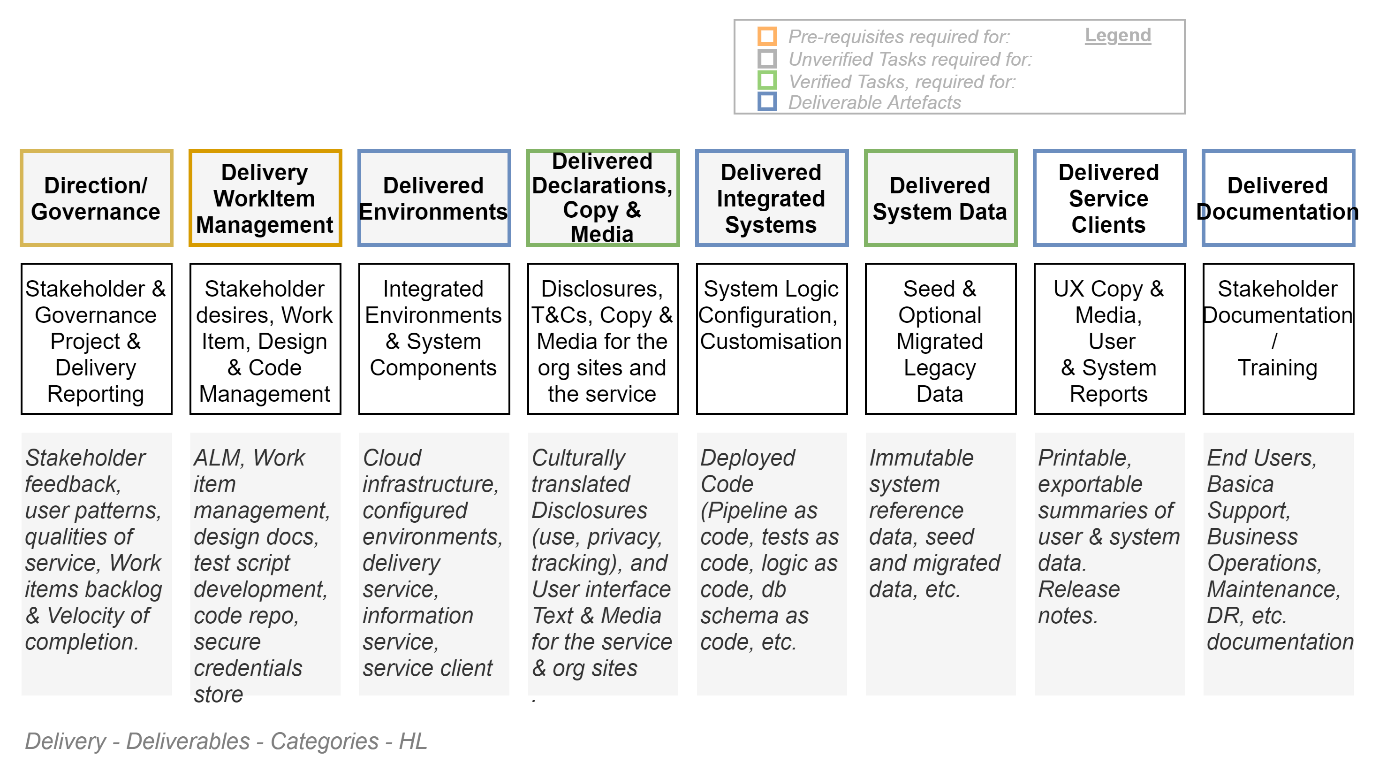 Legend
Pre-requisites required for:
Unverified Tasks required for:
Verified Tasks, required for:
Deliverable Artefacts
Direction/
Governance
Delivery
WorkItem
Management
Delivered
Environments
Delivered
Declarations,
Copy &
Media
Delivered
Integrated
Systems
Delivered
System Data
Delivered
Service
Clients
Delivered
Documentation
Stakeholder &
Governance
Project &
Delivery
Reporting
Stakeholder
desires, Work
Item, Design
& Code
Management
Integrated
Environments
& System
Components
Disclosures,
T&Cs, Copy &
Media for the
org sites and
the service
System Logic
Configuration,
Customisation
Seed &
Optional
Migrated
Legacy
Data
UX Copy &
Media,
User
& System
Reports
Stakeholder
Documentation
/
Training
Stakeholder
feedback,
user patterns,
qualities of
service, Work
items backlog
& Velocity of
completion.
ALM, Work
item
management,
design docs,
test script
development,
code repo,
secure
credentials
store
Cloud
infrastructure,
configured
environments,
delivery
service,
information
service,
service client
Culturally
translated
Disclosures
(use, privacy,
tracking), and
User interface
Text & Media
for the service
& org sites
.
Deployed
Code
(Pipeline as
code, tests as
code, logic as
code, db
schema as
code, etc.
Immutable
system
reference
data, seed
and migrated
data, etc.
Printable,
exportable
summaries of
user & system
data.
Release
notes.
End Users,
Basica
Support,
Business
Operations,
Maintenance,
DR, etc.
documentation
Delivery - Deliverables - Categories - HL